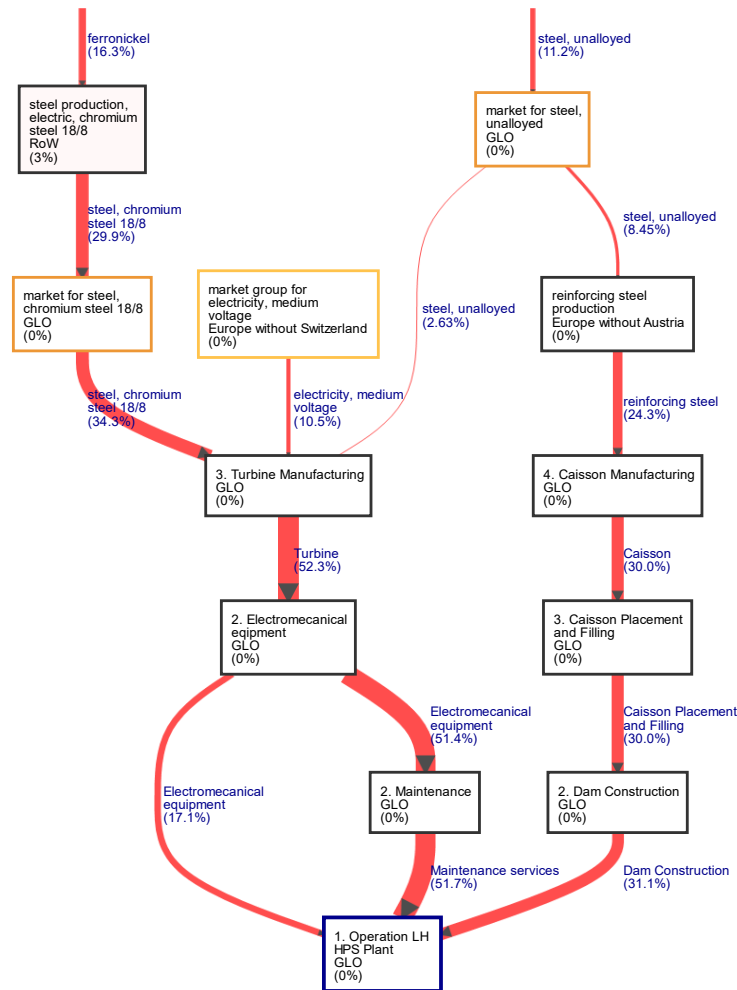 ferronickel
(16.3%)
steel, unalloyed
(11.2%)
steel production,
electric, chromium
steel 18/8
RoW
(3%)
market for steel,
unalloyed
GLO
(0%)
steel, chromium
steel 18/8
(29.9%)
steel, unalloyed
(8.45%)
market for steel,
chromium steel 18/8
GLO
(0%)
market group for
electricity, medium
voltage
Europe without Switzerland
(0%)
steel, unalloyed
(2.63%)
reinforcing steel
production
Europe without Austria
(0%)
steel, chromium
steel 18/8
(34.3%)
electricity, medium
voltage
(10.5%)
reinforcing steel
(24.3%)
3. Turbine Manufacturing
GLO
(0%)
4. Caisson Manufacturing
GLO
(0%)
Turbine
(52.3%)
Caisson
(30.0%)
2. Electromecanical
eqipment
GLO
(0%)
3. Caisson Placement
and Filling
GLO
(0%)
Electromecanical
equipment
(51.4%)
Caisson Placement
and Filling
(30.0%)
Electromecanical
equipment
(17.1%)
2. Maintenance
GLO
(0%)
2. Dam Construction
GLO
(0%)
Maintenance services
(51.7%)
Dam Construction
(31.1%)
1. Operation LH
HPS Plant
GLO
(0%)